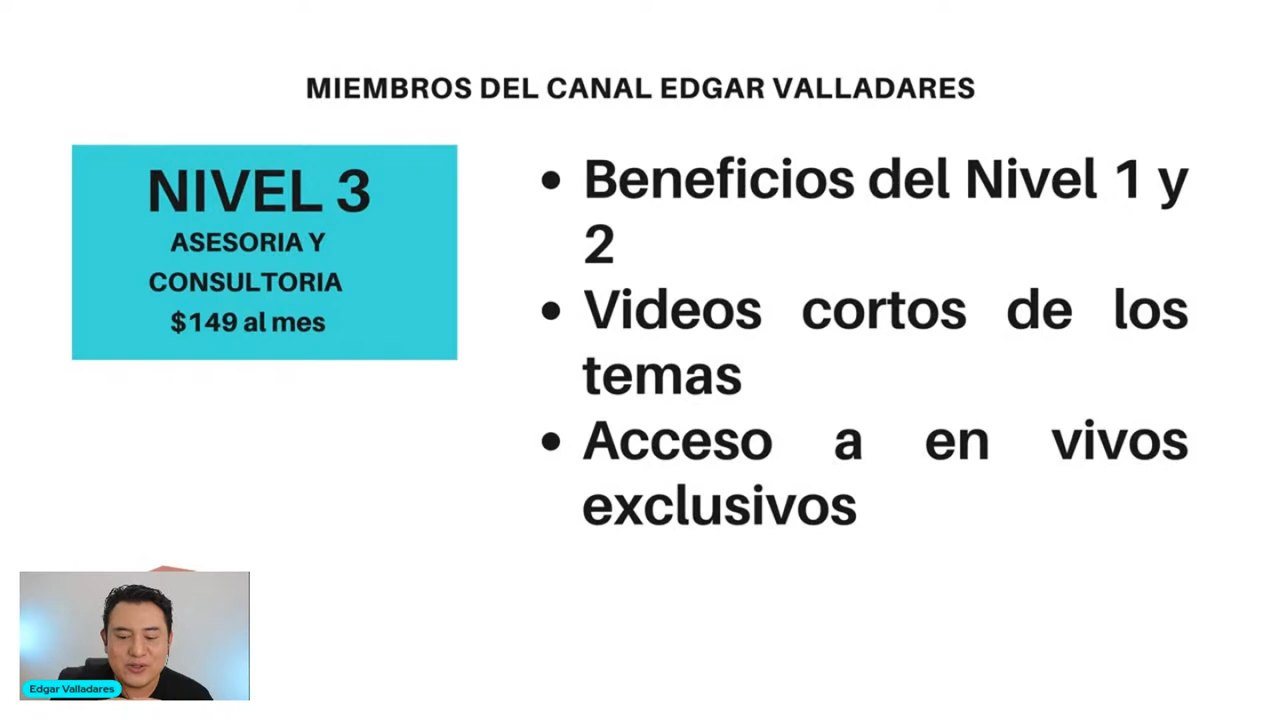 MIEMBROS DEL CANAL EDGAR VALLADARES
NIVEL 3
ASESORIA Y
CONSULTORIA
$149 al mes
• Beneficios del Nivel 1 y
2
• Videos cortos de los
temas
• Acceso a en vivos
exclusivos
Edgar Valladares